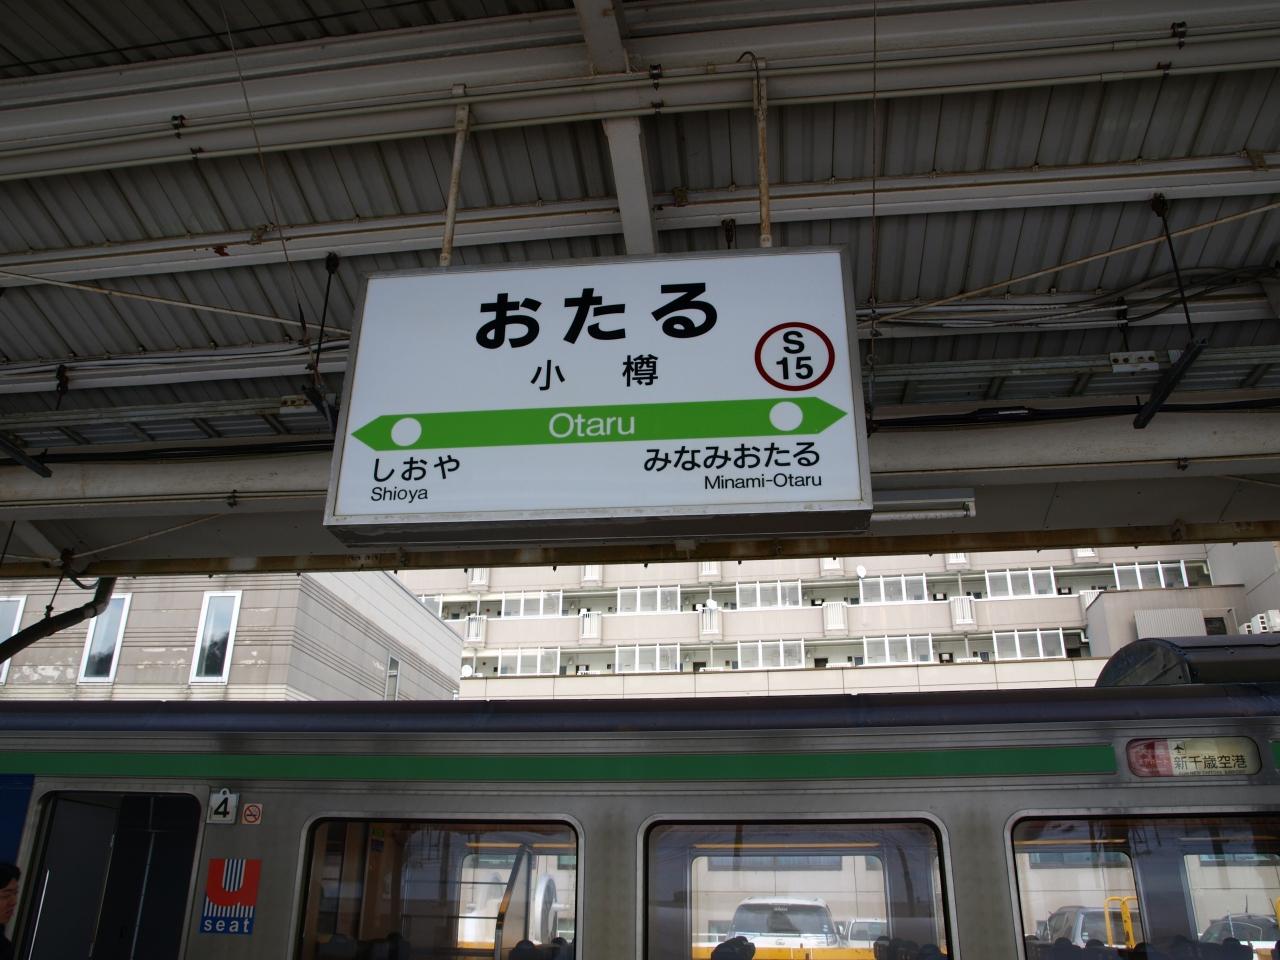 おたる
小樽
S
15
Otaru
しおや
みなみおたる
Shioya
Minami-Otaru
新千歳空港
4
u
seat